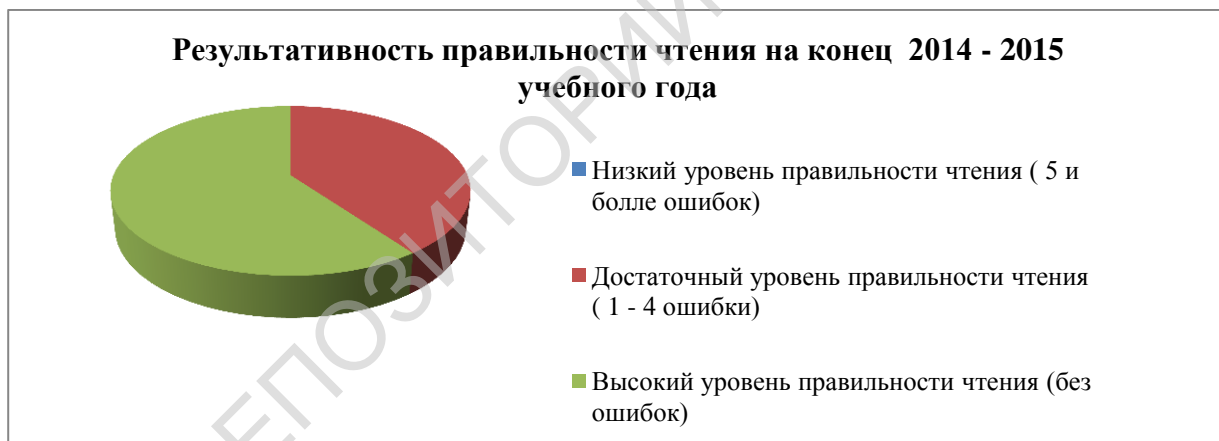 Результативность правильности чтения на конец 2014 - 2015
учебного года
Низкий уровень правильности чтения ( 5 и
болле ошибок)
Достаточный уровень правильности чтения
( 1 - 4 ошибки)
Высокий уровень правильности чтения (без
ошибок)
ЕПОЗИТОРИЙ